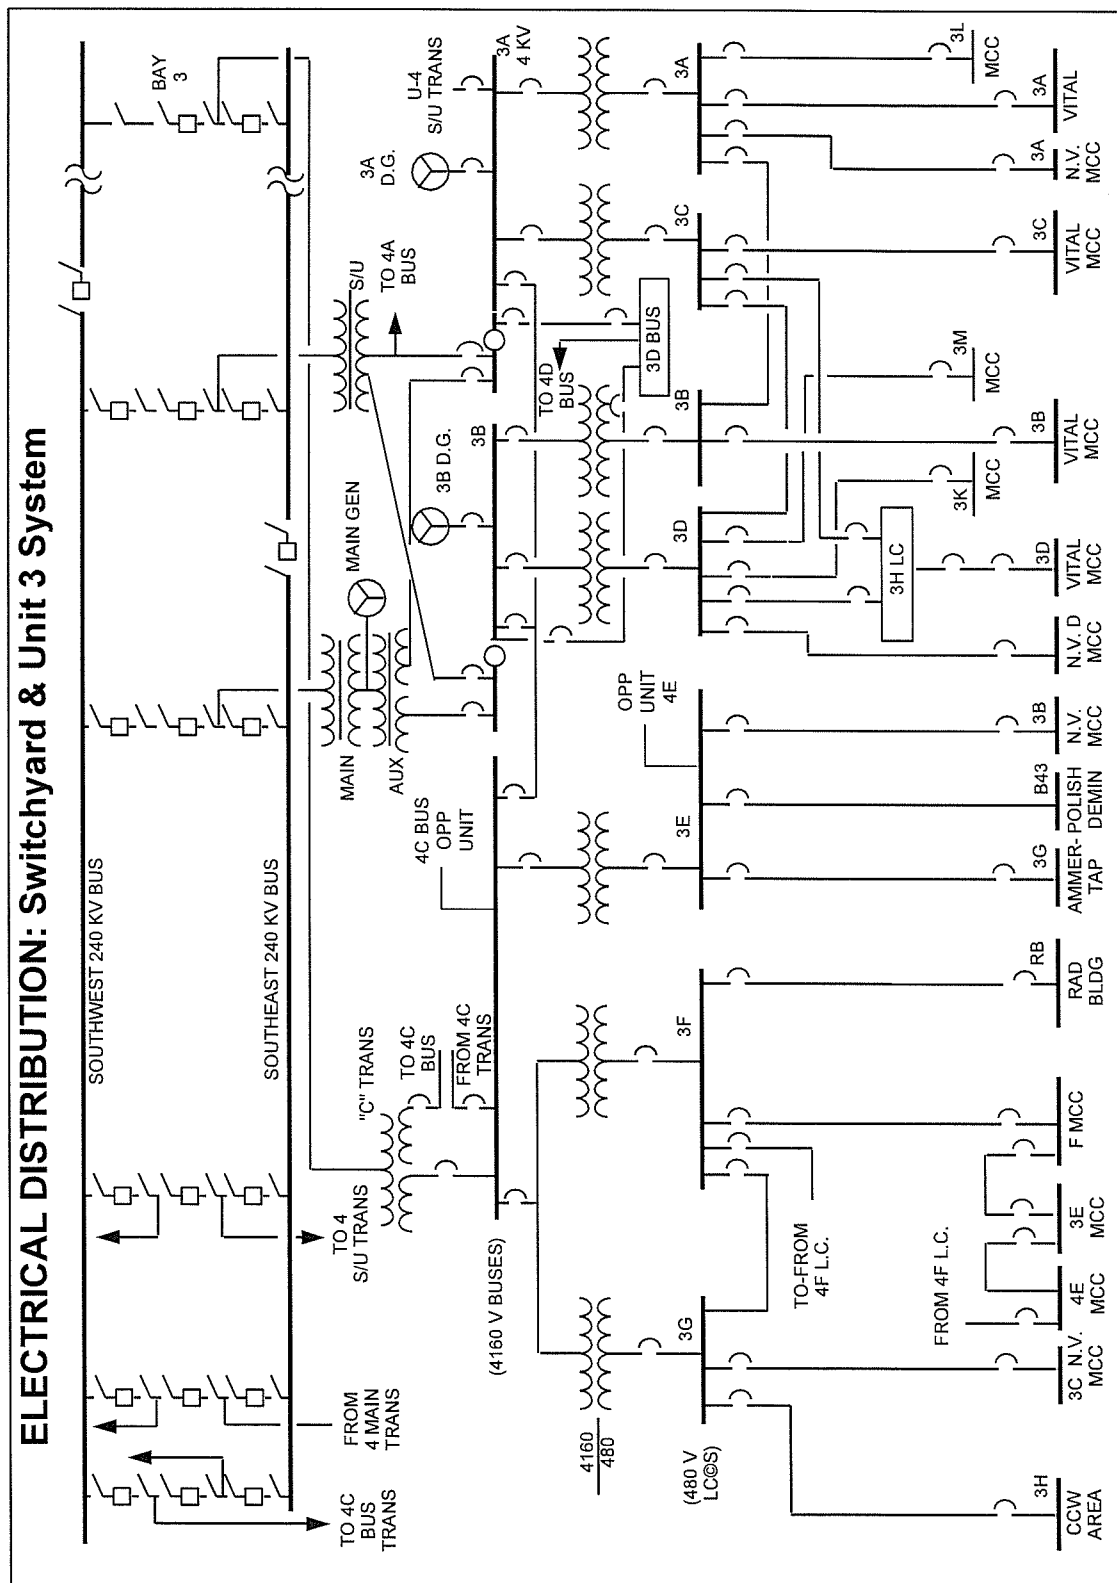 ELECTRICAL DISTRIBUTION: Switchyard & Unit 3 System
SOUTHWEST 240 KV BUS
BAY
3
SOUTHEAST 240 KV BUS
TO 4C
BUS
TRANS
FROM
4 MAIN
TRANS
TO 4
S/U TRANS
"C" TRANS
TO 4C
BUS
FROM 4C
TRANS
MAIN
AUX
MAIN GEN
S/U
TO 4A
BUS
3A
D.G.
U-4
S/U TRANS
3A
4 KV
3B D.G.
3B
4C BUS
OPP
UNIT
(4160 V BUSES)
TO 4D
BUS
3D BUS
4160
480
(480 V
LC©S)
3G
3F
3E
OPP
UNIT
4E
3D
3B
3C
3A
TO-FROM
4F L.C.
FROM 4F L.C.
3H LC
3K
MCC
3M
MCC
3L
MCC
3H
CCW
AREA
3C N.V.
MCC
4E
MCC
3E
MCC
F MCC
RB
RAD
BLDG
3G
AMMER-
TAP
B43
POLISH
DEMIN
3B
N.V.
MCC
N.V. D
MCC
3D
VITAL
MCC
3B
VITAL
MCC
3C
VITAL
MCC
3A
N.V.
MCC
3A
VITAL